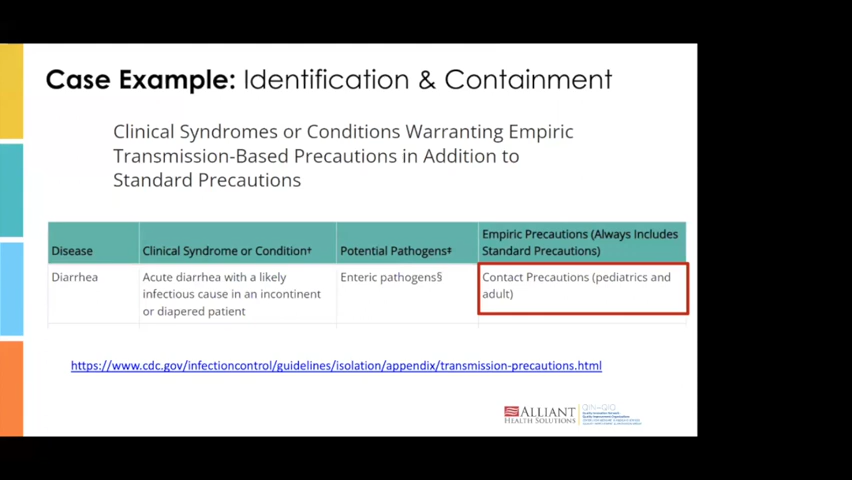 Case Example: Identification & Containment
Clinical Syndromes or Conditions Warranting Empiric
Transmission-Based Precautions in Addition to
Standard Precautions
Disease
Clinical Syndrome or Condition†
Potential Pathogens‡
Empiric Precautions (Always Includes
Standard Precautions)
Diarrhea
Acute diarrhea with a likely
infectious cause in an incontinent
or diapered patient
Enteric pathogens§
Contact Precautions (pediatrics and
adult)
https://www.cdc.gov/infectioncontrol/guidelines/isolation/appendix/transmission-precautions.html
ALLIANT
HEALTH SOLUTIONS